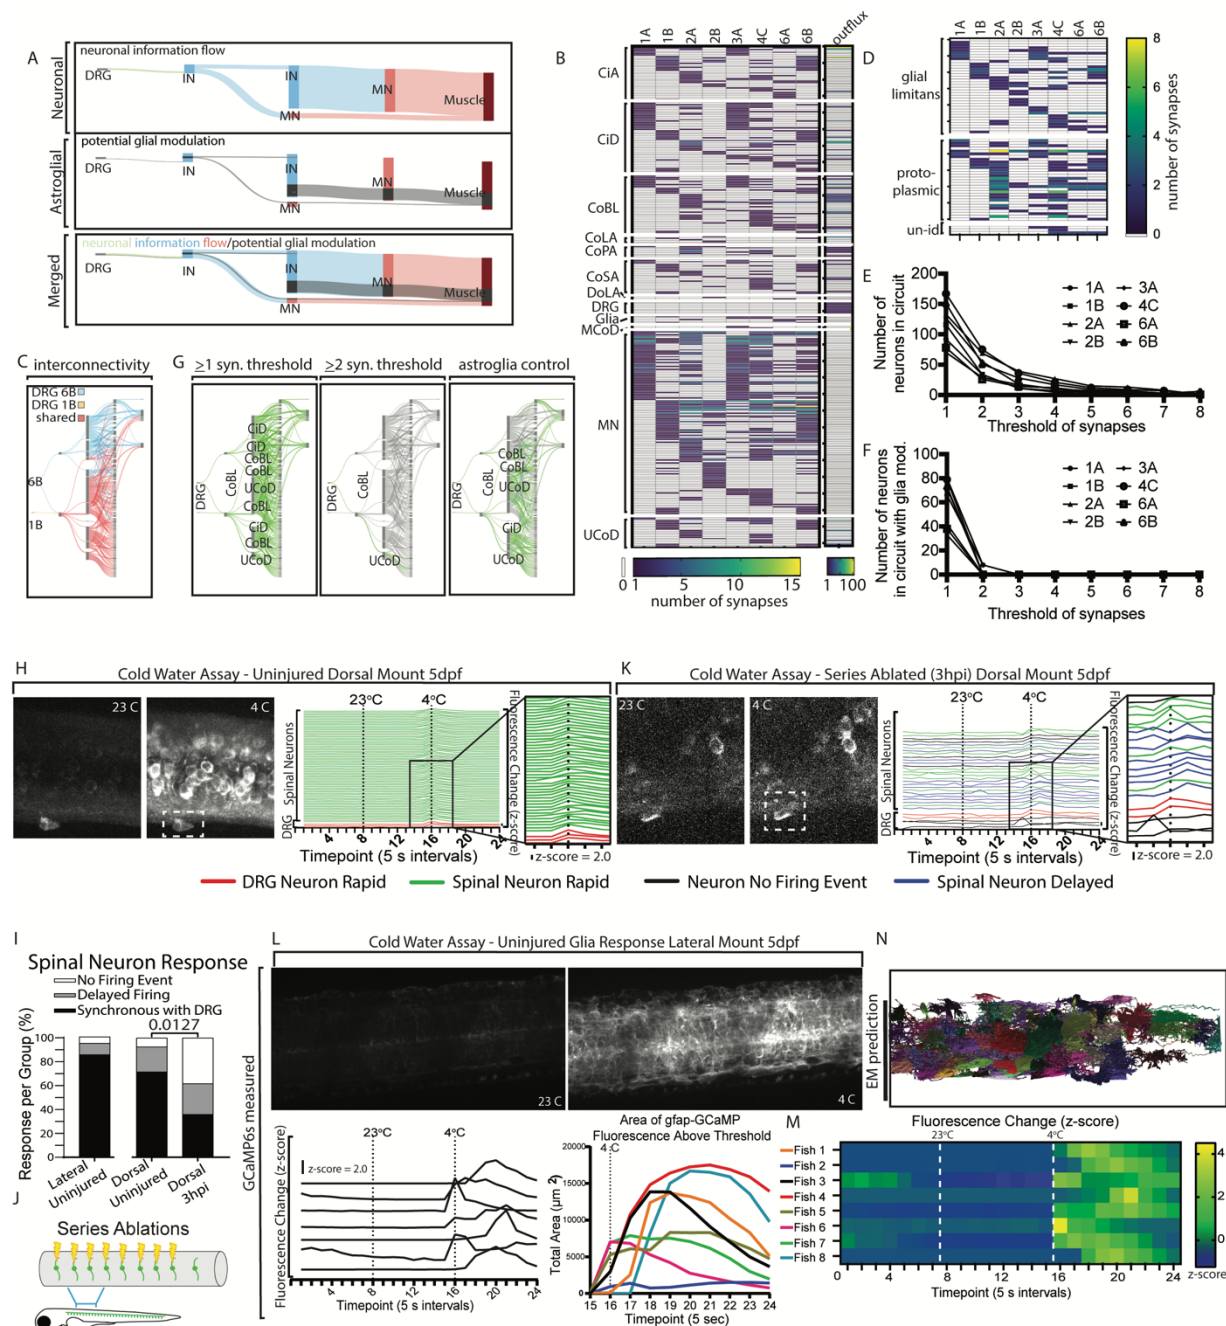 A
Neuronal
neuronal information flow
DRG
IN
IN
MN
MN
Muscle
Astroglial
potential glial modulation
DRG
IN
IN
MN
MN
Muscle
Merged
neuronal information flow/potential glial modulation
DRG
IN
IN
MN
MN
Muscle
B
1A 1B 2A 2B 3A 4C 6A 6B outflux
CiA
CiD
CoBL
CoLA
CoPA
CoSA
DoLA
DRG
Glia
MCoD
MN
UCoD
0 1 5 10 15 1 100
number of synapses
D
1A 1B 2A 2B 3A 4C 6A 6B
glial limitans
proto-
plasmic
un-id
8
6
4
2
0
number of synapses
E
Number of
neurons in circuit
200
150
100
50
0
1A 3A
1B 4C
2A 6A
2B 6B
1 2 3 4 5 6 7 8
Threshold of synapses
F
Number of neurons
in circuit with glia mod.
100
80
60
40
20
0
1A 3A
1B 4C
2A 6A
2B 6B
1 2 3 4 5 6 7 8
Threshold of synapses
C interconnectivity
DRG 6B
DRG 1B
shared
6B
1B
G ≥1 syn. threshold ≥2 syn. threshold astroglia control
DRG
CoBL
CiD
CiD
CoBL
CoBL
UCoD
CoBL
CiD
CoBL
UCoD
DRG
CoBL
UCoD
DRG
CoBL
CoBL
UCoD
CiD
CoBL
UCoD
H
Cold Water Assay - Uninjured Dorsal Mount 5dpf
23 C
4 C
23°C 4°C
Spinal Neurons
DRG
0 4 8 12 16 20 24
Timepoint (5 s intervals)
Fluorescence Change (z-score)
z-score = 2.0
K
Cold Water Assay - Series Ablated (3hpi) Dorsal Mount 5dpf
23 C
4 C
23°C 4°C
Spinal Neurons
DRG
0 4 8 12 16 20 24
Timepoint (5 s intervals)
Fluorescence Change (z-score)
z-score = 2.0
DRG Neuron Rapid Spinal Neuron Rapid Neuron No Firing Event Spinal Neuron Delayed
I
Spinal Neuron Response
No Firing Event
Delayed Firing
Synchronous with DRG
0.0127
Response per Group (%)
100
80
60
40
20
0
Lateral Uninjured
Dorsal Uninjured
Dorsal 3hpi
J
Series Ablations
L
Cold Water Assay - Uninjured Glia Response Lateral Mount 5dpf
GCaMP6s measured
23 C
4 C
23°C 4°C
z-score = 2.0
Fluorescence Change (z-score)
0 4 8 12 16 20 24
Timepoint (5 s intervals)
Area of gfap-GCaMP
Fluorescence Above Threshold
4 C
Total Area (µm²)
20000
15000
10000
5000
0
15 16 17 18 19 20 21 22 23 24
Timepoint (5 sec)
Fish 1
Fish 2
Fish 3
Fish 4
Fish 5
Fish 6
Fish 7
Fish 8
N
EM prediction
M
Fluorescence Change (z-score)
23°C 4°C
0 4 8 12 16 20 24
Timepoint (5 s intervals)
4
2
0
z-score